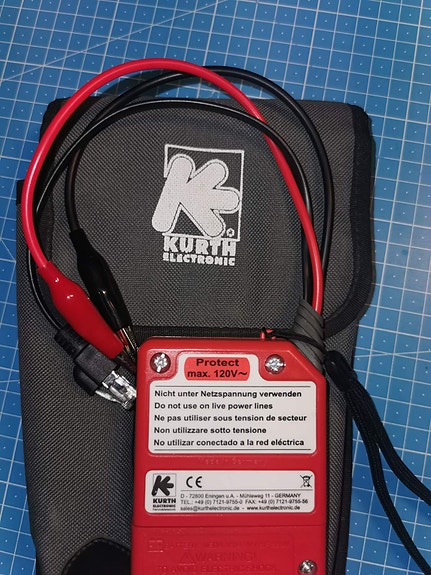 KURTH
ELECTRONIC
Protect
max. 120V~
Nicht unter Netzspannung verwenden
Do not use on live power lines
Ne pas utiliser sous tension de secteur
Non utilizzare sotto tensione
No utilizar conectado a la red eléctrica
CE
KURTH
ELECTRONIC
D - 72800 Eningen u.A. - Mühleweg 11 - GERMANY
TEL.: +49 (0) 7121-9755-0 FAX: +49 (0) 7121-9755-56
sales@kurthelectronic.de - www.kurthelectronic.de